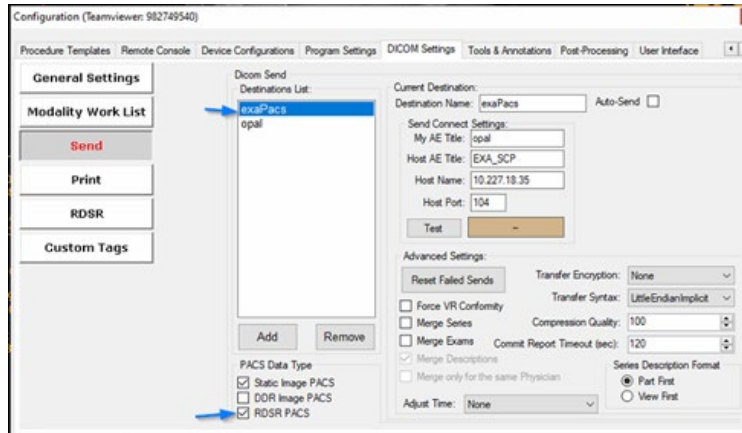 Configuration (Teamviewer: 982749540)
Procedure Templates Remote Console Device Configurations Program Settings DICOM Settings Tools & Annotations Post-Processing User Interface
General Settings
Modality Work List
Send
Print
RDSR
Custom Tags
Dicom Send
Destinations List:
exaPacs
opal
Add Remove
PACS Data Type
Static Image PACS
DDR Image PACS
RDSR PACS
Current Destination:
Destination Name: exaPacs Auto-Send
Send Connect Settings:
My AE Title: opal
Host AE Title: EXA_SCP
Host Name: 10.227.18.35
Host Port: 104
Test --
Advanced Settings:
Reset Failed Sends Transfer Encryption: None
Force VR Conformity Transfer Syntax: LittleEndianImplicit
Merge Series Compression Quality: 100
Merge Exams Commit Report Timeout (sec): 120
Merge Descriptions
Merge only for the same Physician
Series Description Format
Part First
View First
Adjust Time: None